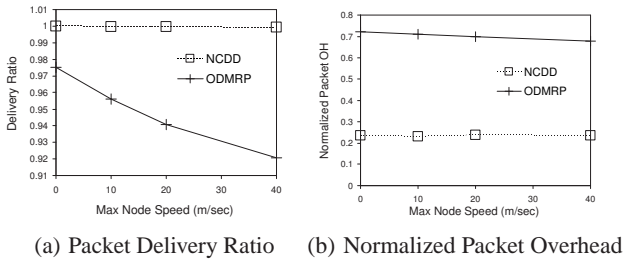 1.01
1
0.99
0.98
0.97
0.96
0.95
0.94
0.93
0.92
0.91
Delivery Ratio
NCDD
ODMRP
0 10 20 30 40
Max Node Speed (m/sec)
(a) Packet Delivery Ratio
0.8
0.7
0.6
0.5
0.4
0.3
0.2
0.1
0
Normalized Packet OH
NCDD
ODMRP
0 10 20 30 40
Max Node Speed (m/sec)
(b) Normalized Packet Overhead